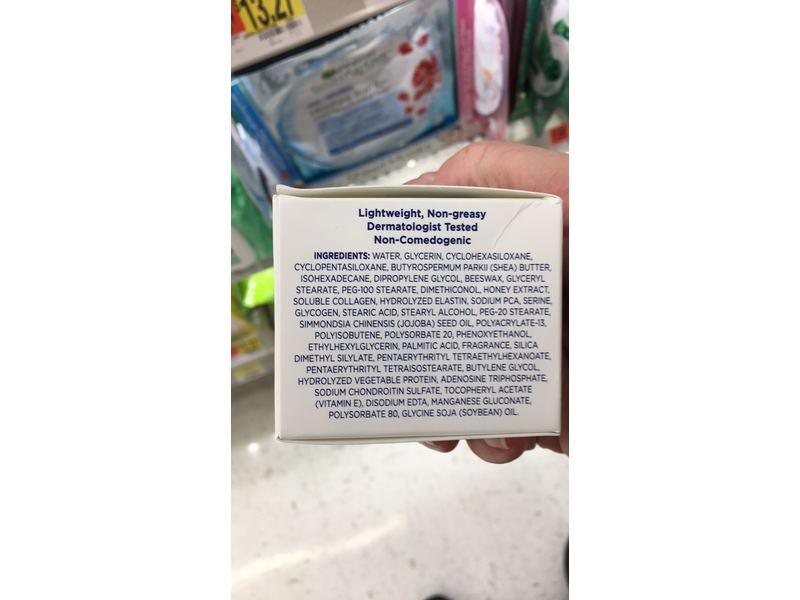 13.27
GARNIER
Lightweight, Non-greasy
Dermatologist Tested
Non-Comedogenic
INGREDIENTS: WATER, GLYCERIN, CYCLOHEXASILOXANE,
CYCLOPENTASILOXANE, BUTYROSPERMUM PARKII (SHEA) BUTTER,
ISOHEXADECANE, DIPROPYLENE GLYCOL, BEESWAX, GLYCERYL
STEARATE, PEG-100 STEARATE, DIMETHICONOL, HONEY EXTRACT,
SOLUBLE COLLAGEN, HYDROLYZED ELASTIN, SODIUM PCA, SERINE,
GLYCOGEN, STEARIC ACID, STEARYL ALCOHOL, PEG-20 STEARATE,
SIMMONDSIA CHINENSIS (JOJOBA) SEED OIL, POLYACRYLATE-13,
POLYISOBUTENE, POLYSORBATE 20, PHENOXYETHANOL,
ETHYLHEXYLGLYCERIN, PALMITIC ACID, FRAGRANCE, SILICA
DIMETHYL SILYLATE, PENTAERYTHRITYL TETRAETHYLHEXANOATE,
PENTAERYTHRITYL TETRAISOSTEARATE, BUTYLENE GLYCOL,
HYDROLYZED VEGETABLE PROTEIN, ADENOSINE TRIPHOSPHATE,
SODIUM CHONDROITIN SULFATE, TOCOPHERYL ACETATE
(VITAMIN E), DISODIUM EDTA, MANGANESE GLUCONATE,
POLYSORBATE 80, GLYCINE SOJA (SOYBEAN) OIL.